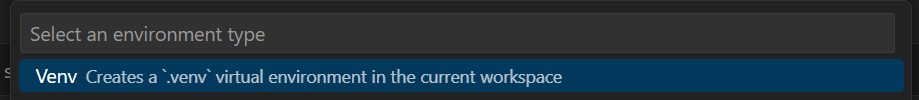 Select an environment type
Venv Creates a `.venv` virtual environment in the current workspace